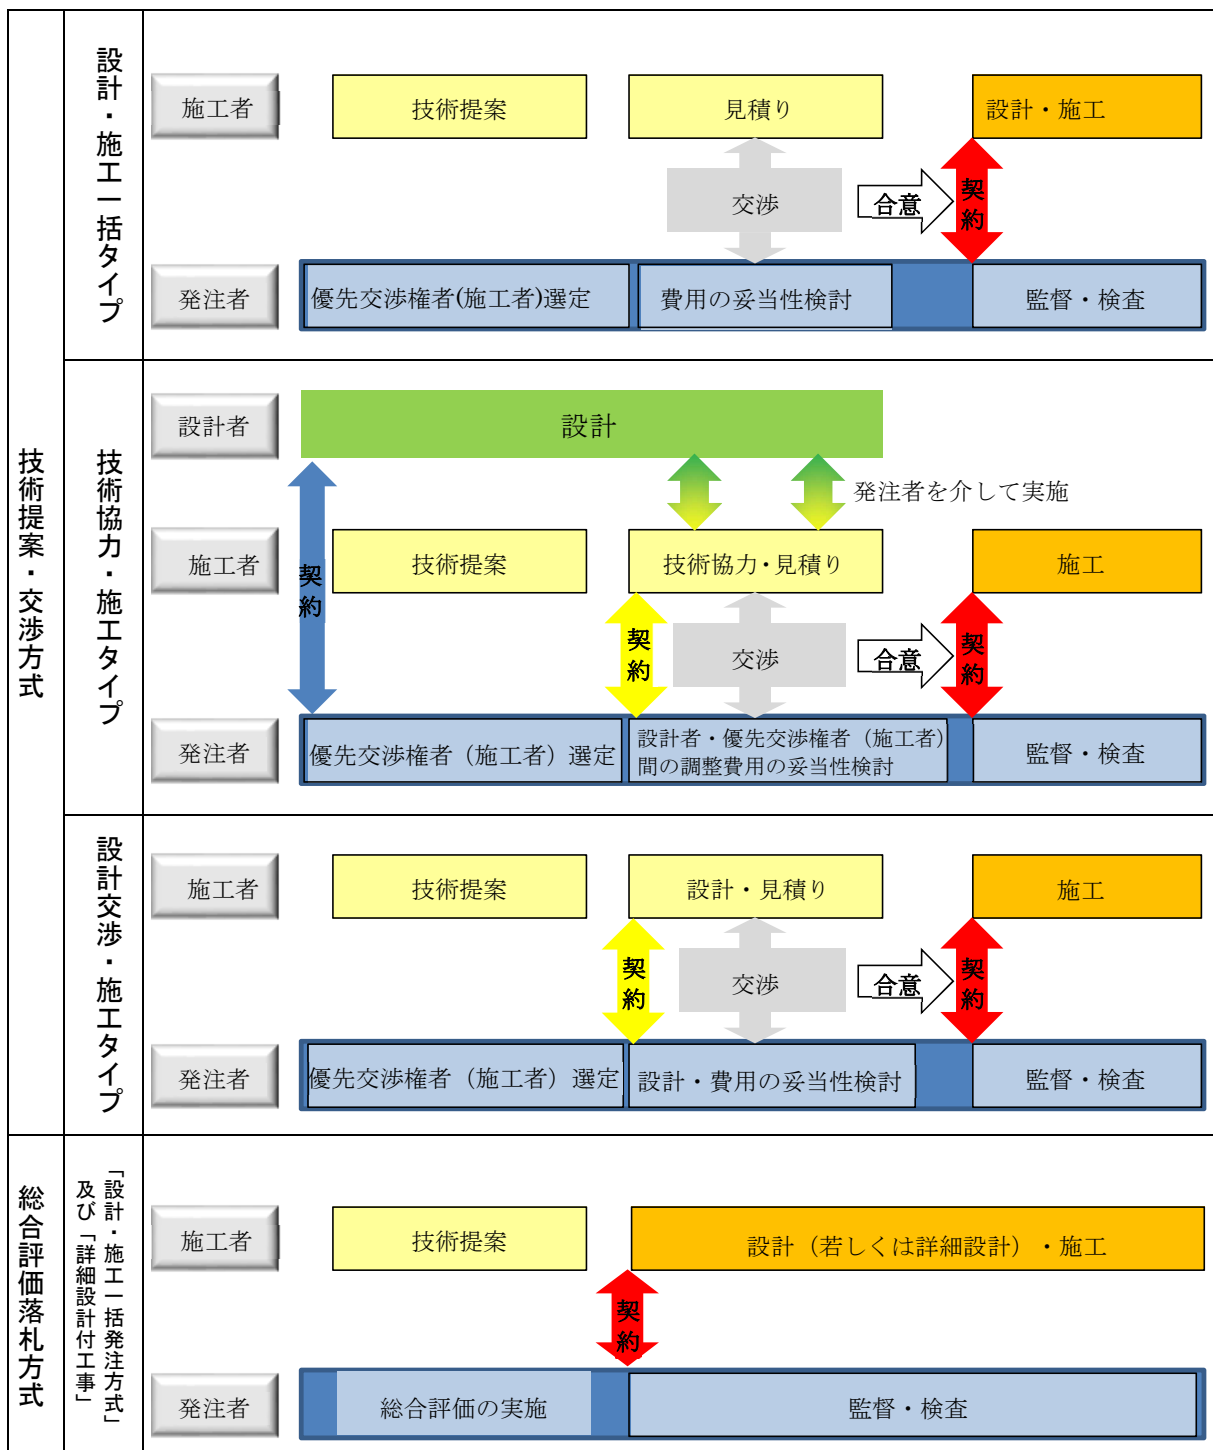 技術提案・交渉方式
設計・施工一括タイプ
施工者
技術提案
見積り
設計・施工
交渉
合意
契約
発注者
優先交渉権者(施工者)選定
費用の妥当性検討
監督・検査
技術協力・施工タイプ
設計者
設計
発注者を介して実施
施工者
技術提案
技術協力・見積り
施工
契約
契約
交渉
合意
契約
発注者
優先交渉権者（施工者）選定
設計者・優先交渉権者（施工者）
間の調整費用の妥当性検討
監督・検査
設計交渉・施工タイプ
施工者
技術提案
設計・見積り
施工
契約
交渉
合意
契約
発注者
優先交渉権者（施工者）選定
設計・費用の妥当性検討
監督・検査
総合評価落札方式
「設計・施工一括発注方式」
及び「詳細設計付工事」
施工者
技術提案
設計（若しくは詳細設計）・施工
契約
発注者
総合評価の実施
監督・検査